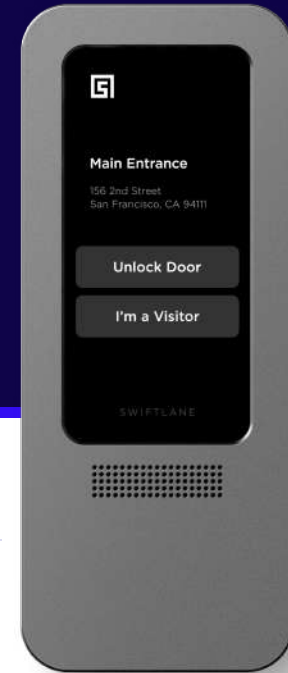 Main Entrance
156 2nd Street
San Francisco, CA 94111
Unlock Door
I'm a Visitor
SWIFTLANE